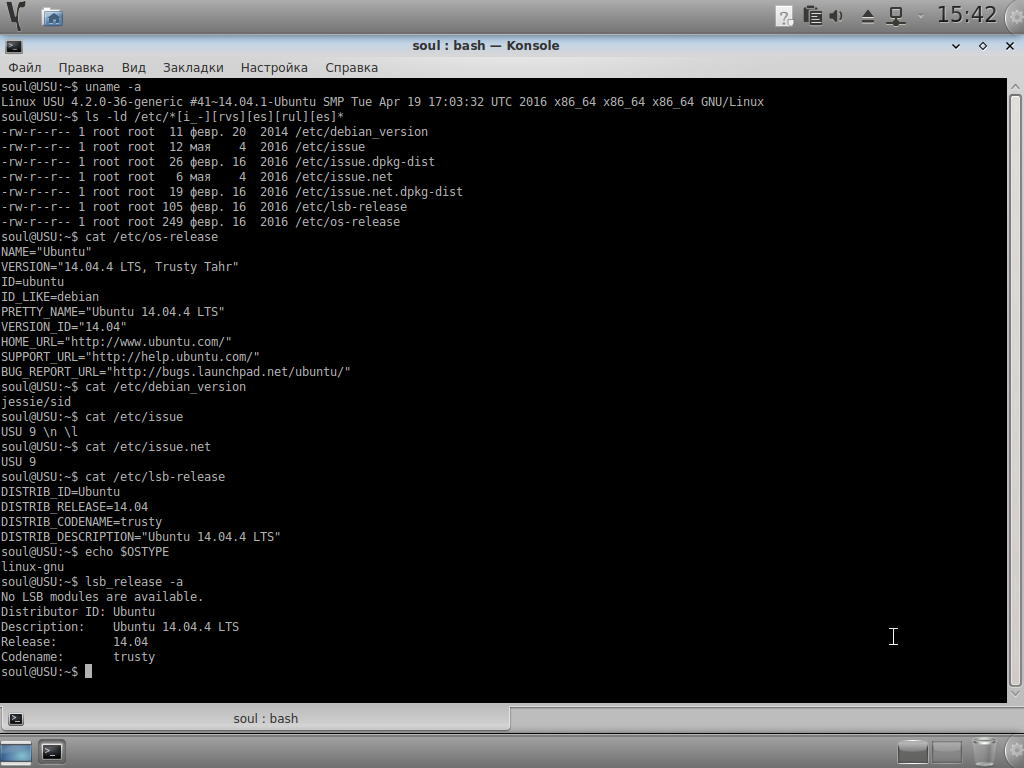 15:42
soul : bash — Konsole
Файл Правка Вид Закладки Настройка Справка
soul@USU:~$ uname -a
Linux USU 4.2.0-36-generic #41~14.04.1-Ubuntu SMP Tue Apr 19 17:03:32 UTC 2016 x86_64 x86_64 x86_64 GNU/Linux
soul@USU:~$ ls -ld /etc/*[i_-][rvs][es][rul][es]*
-rw-r--r-- 1 root root  11 февр. 20  2014 /etc/debian_version
-rw-r--r-- 1 root root  12 мая    4  2016 /etc/issue
-rw-r--r-- 1 root root  26 февр. 16  2016 /etc/issue.dpkg-dist
-rw-r--r-- 1 root root   6 мая    4  2016 /etc/issue.net
-rw-r--r-- 1 root root  19 февр. 16  2016 /etc/issue.net.dpkg-dist
-rw-r--r-- 1 root root 105 февр. 16  2016 /etc/lsb-release
-rw-r--r-- 1 root root 249 февр. 16  2016 /etc/os-release
soul@USU:~$ cat /etc/os-release
NAME="Ubuntu"
VERSION="14.04.4 LTS, Trusty Tahr"
ID=ubuntu
ID_LIKE=debian
PRETTY_NAME="Ubuntu 14.04.4 LTS"
VERSION_ID="14.04"
HOME_URL="http://www.ubuntu.com/"
SUPPORT_URL="http://help.ubuntu.com/"
BUG_REPORT_URL="http://bugs.launchpad.net/ubuntu/"
soul@USU:~$ cat /etc/debian_version
jessie/sid
soul@USU:~$ cat /etc/issue
USU 9 \n \l
soul@USU:~$ cat /etc/issue.net
USU 9
soul@USU:~$ cat /etc/lsb-release
DISTRIB_ID=Ubuntu
DISTRIB_RELEASE=14.04
DISTRIB_CODENAME=trusty
DISTRIB_DESCRIPTION="Ubuntu 14.04.4 LTS"
soul@USU:~$ echo $OSTYPE
linux-gnu
soul@USU:~$ lsb_release -a
No LSB modules are available.
Distributor ID: Ubuntu
Description:    Ubuntu 14.04.4 LTS
Release:        14.04
Codename:       trusty
soul@USU:~$
soul : bash